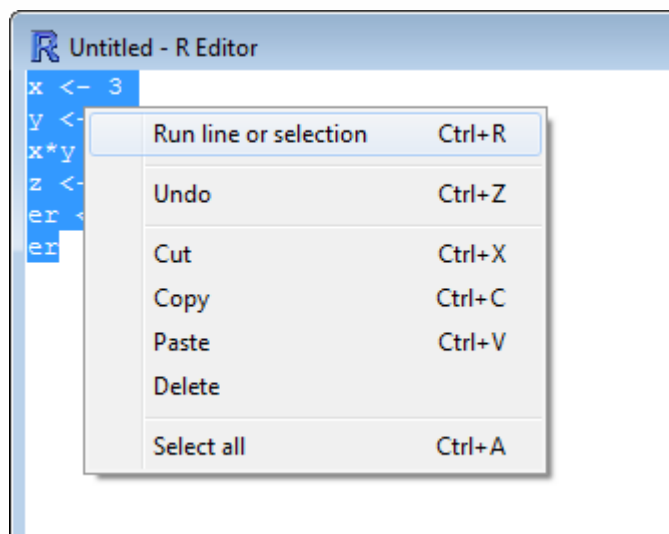 Untitled - R Editor
x <- 3
y <-
x*y
z <-
er <
er
Run line or selection Ctrl+R
Undo Ctrl+Z
Cut Ctrl+X
Copy Ctrl+C
Paste Ctrl+V
Delete
Select all Ctrl+A